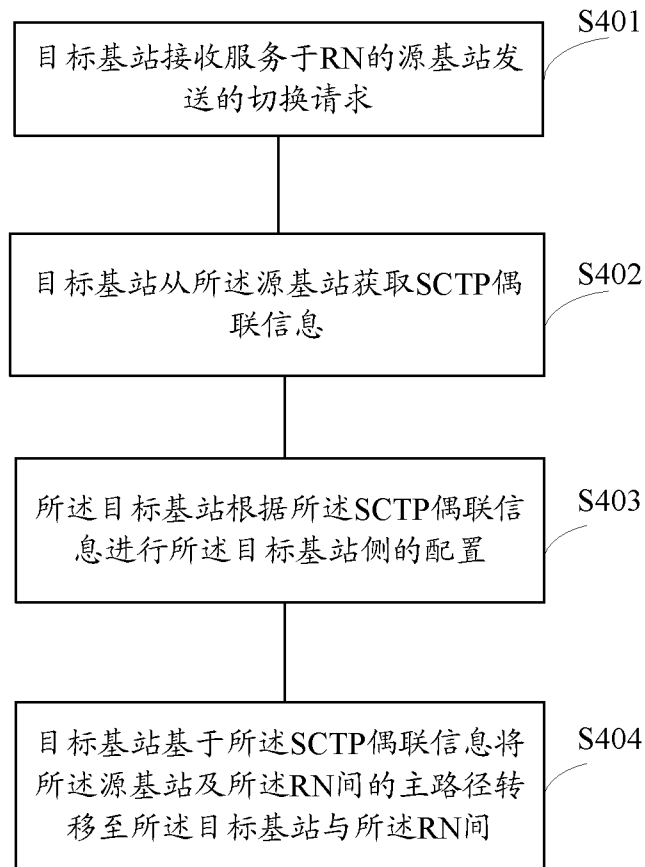 S401
目标基站接收服务于RN的源基站发
送的切换请求
S402
目标基站从所述源基站获取SCTP偶
联信息
S403
所述目标基站根据所述SCTP偶联信
息进行所述目标基站侧的配置
S404
目标基站基于所述SCTP偶联信息将
所述源基站及所述RN间的主路径转
移至所述目标基站与所述RN间